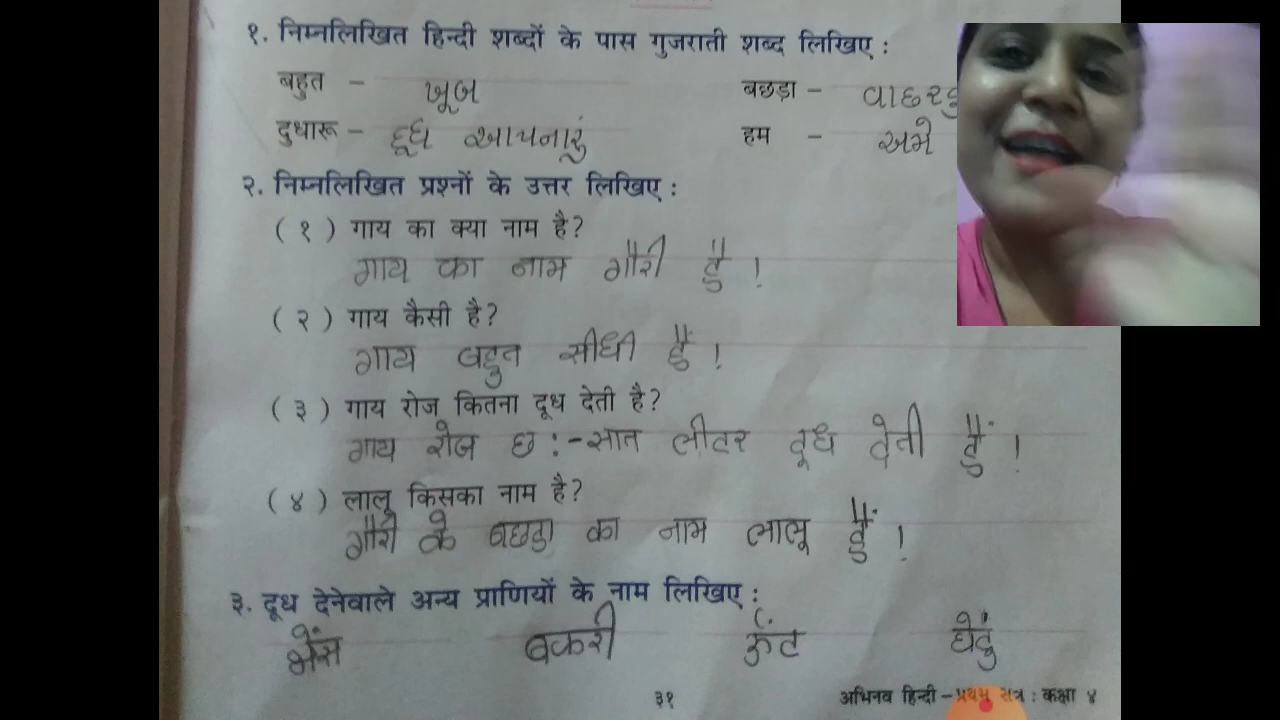 १. निम्नलिखित हिन्दी शब्दों के पास गुजराती शब्द लिखिए :
बहुत – ખૂબ बछड़ा – વાછરડુ
दुधारू – દૂધ આપનારું हम – અમે
२. निम्नलिखित प्रश्नों के उत्तर लिखिए :
( १ ) गाय का क्या नाम है?
गाय का नाम गौरी है !
( २ ) गाय कैसी है?
गाय बहुत सीधी है !
( ३ ) गाय रोज कितना दूध देती है?
गाय रोज छ:-सात लीटर दूध देती हैं !
( ४ ) लालू किसका नाम है?
गौरी के बछडा का नाम लालू हैं !
३. दूध देनेवाले अन्य प्राणियों के नाम लिखिए :
भैंस बकरी ऊँट
३१ अभिनव हिन्दी – प्रथम सत्र : कक्षा ४